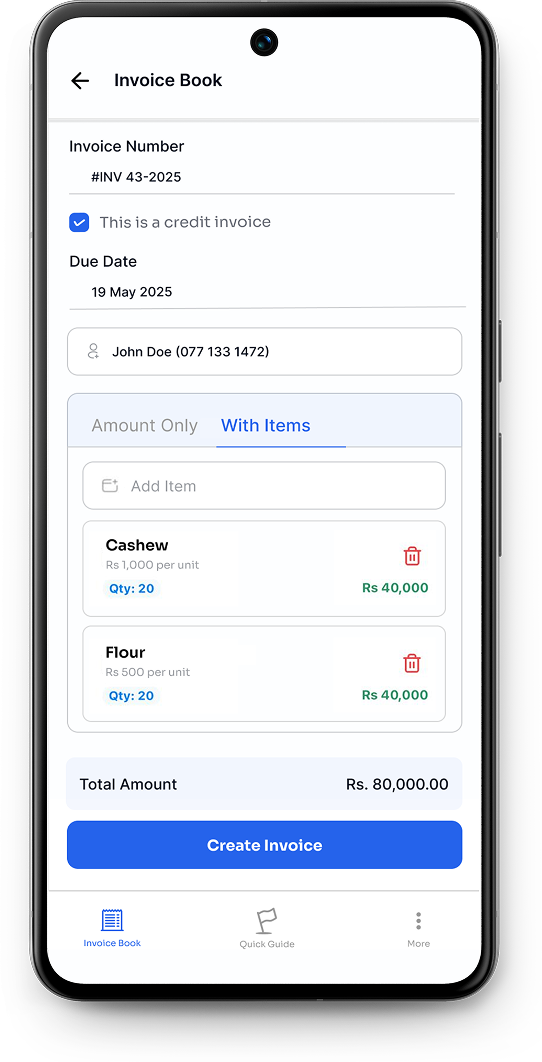 Invoice Book
Invoice Number
#INV 43-2025
This is a credit invoice
Due Date
19 May 2025
John Doe (077 133 1472)
Amount Only With Items
Add Item
Cashew
Rs 1,000 per unit
Qty: 20 Rs 40,000
Flour
Rs 500 per unit
Qty: 20 Rs 40,000
Total Amount Rs. 80,000.00
Create Invoice
Invoice Book Quick Guide More